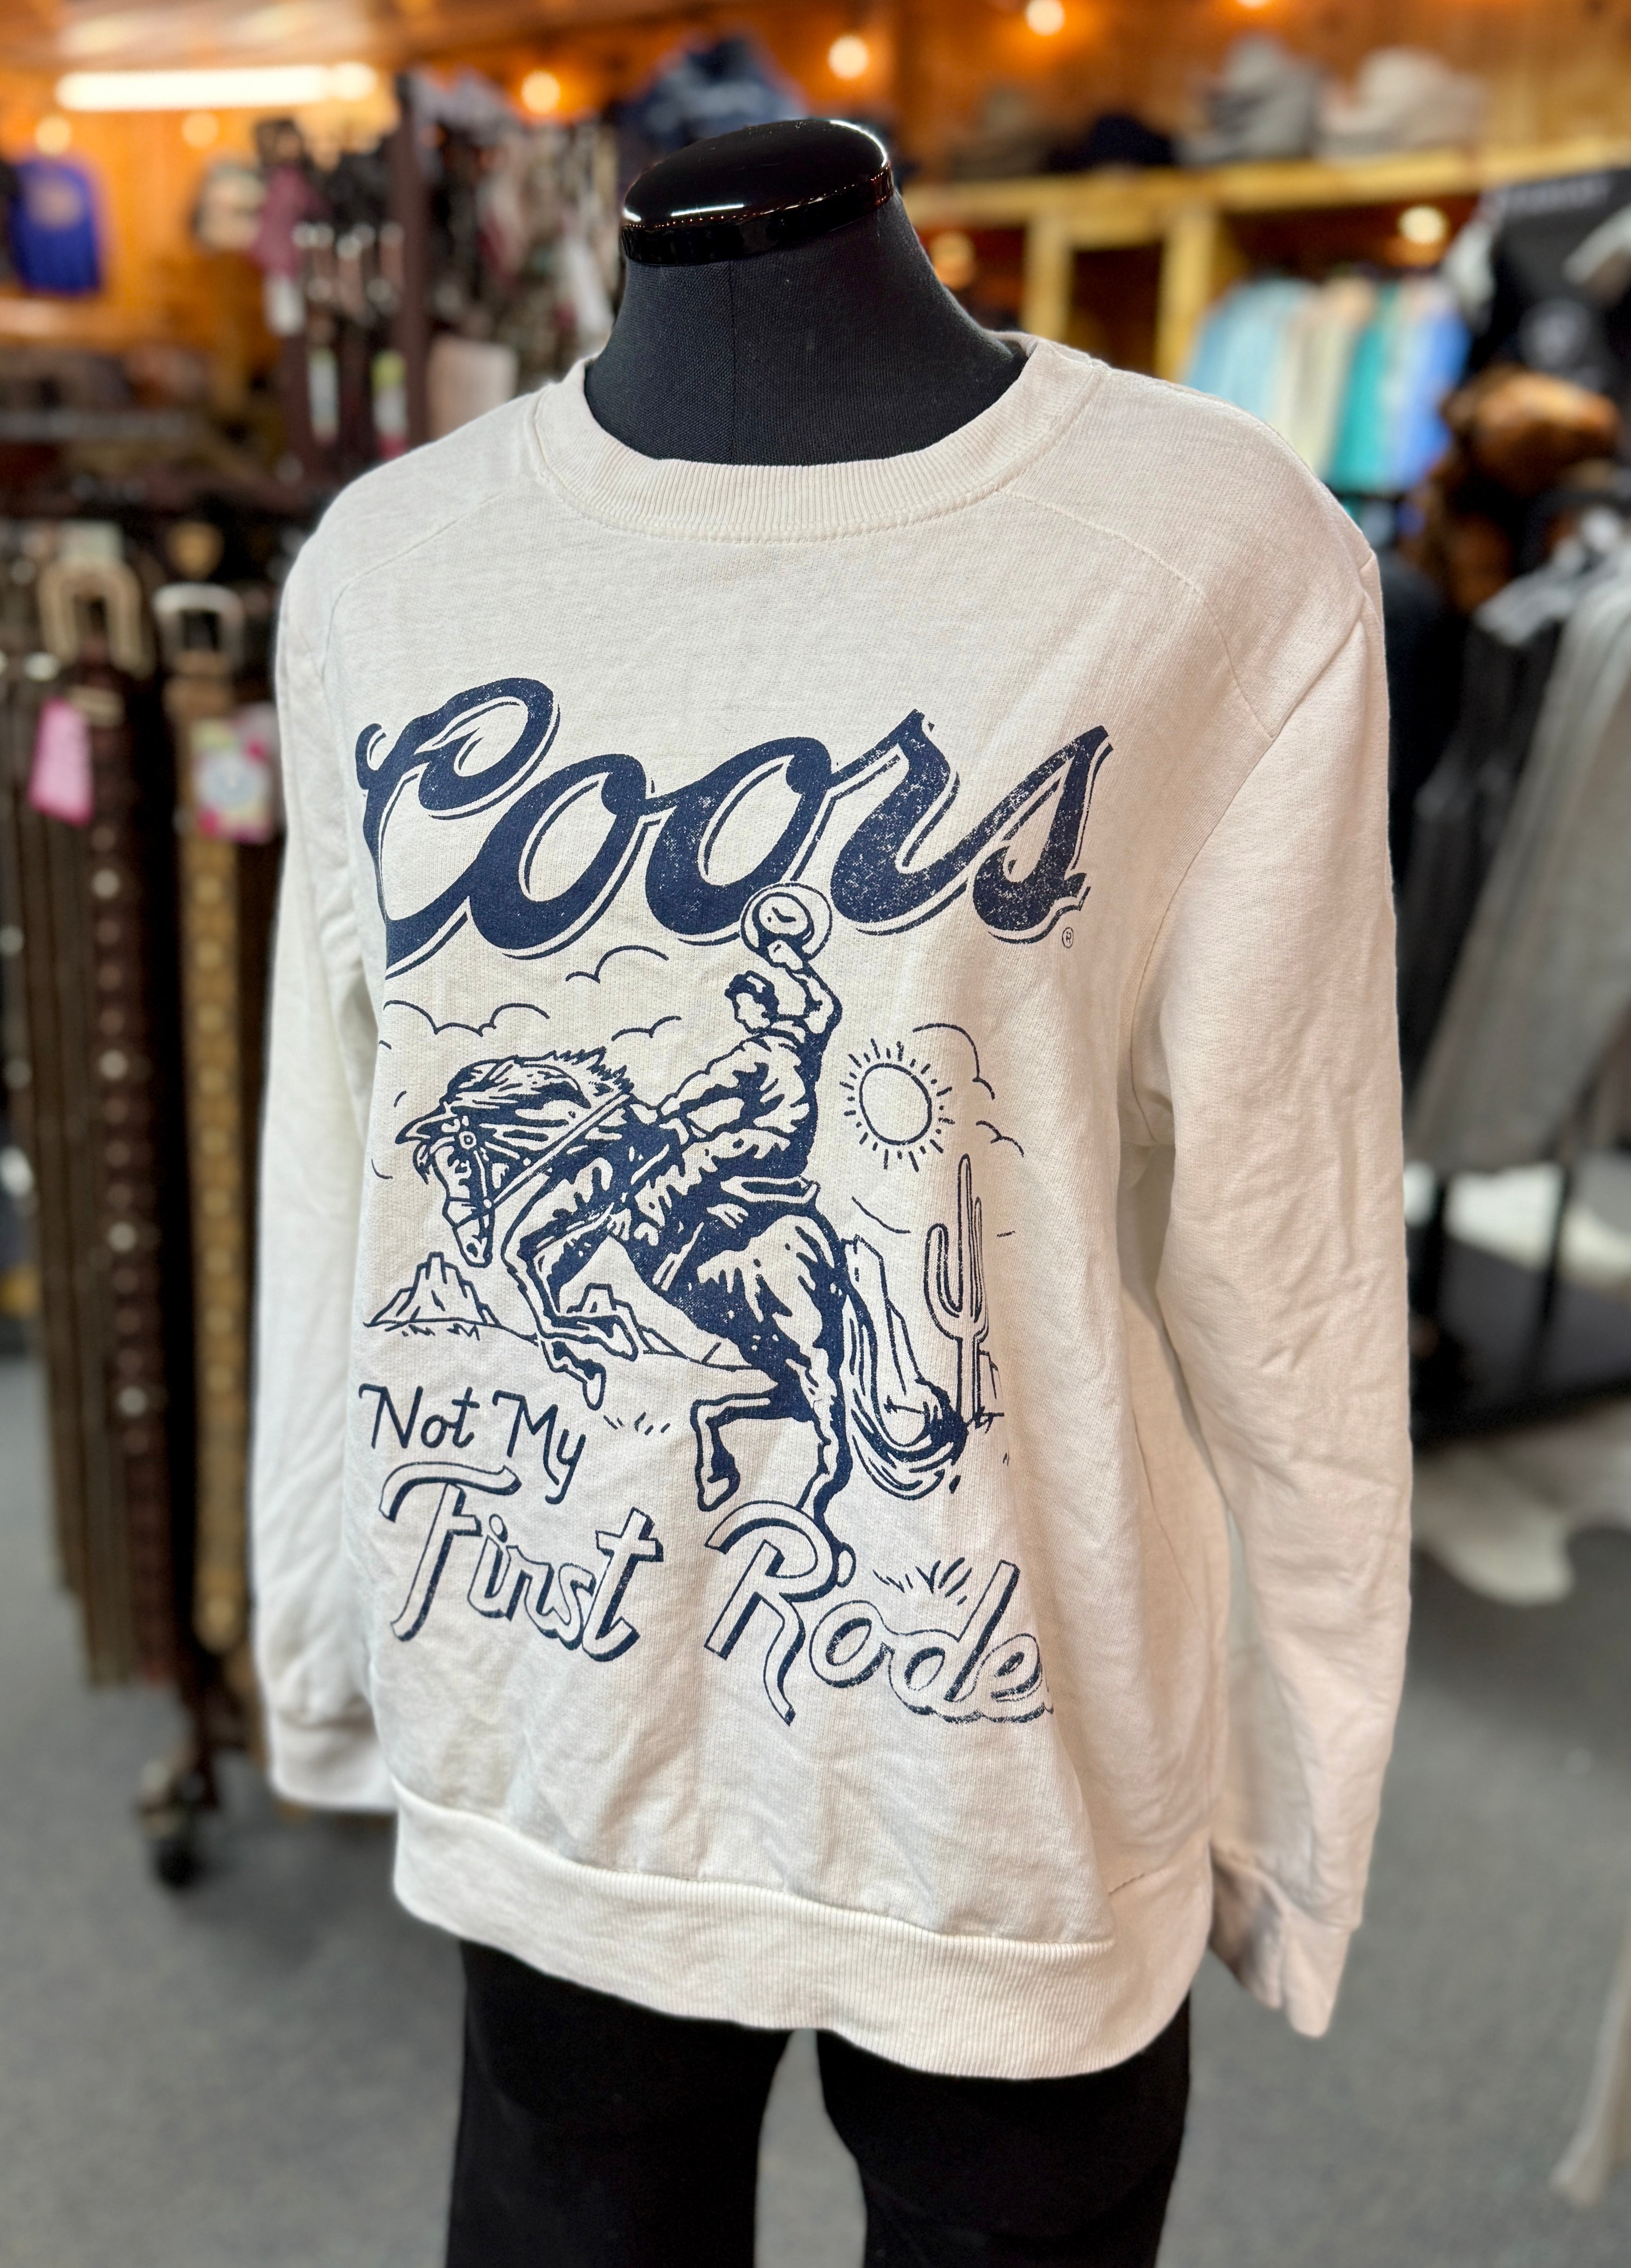 Coors
®
Not My
First Rode